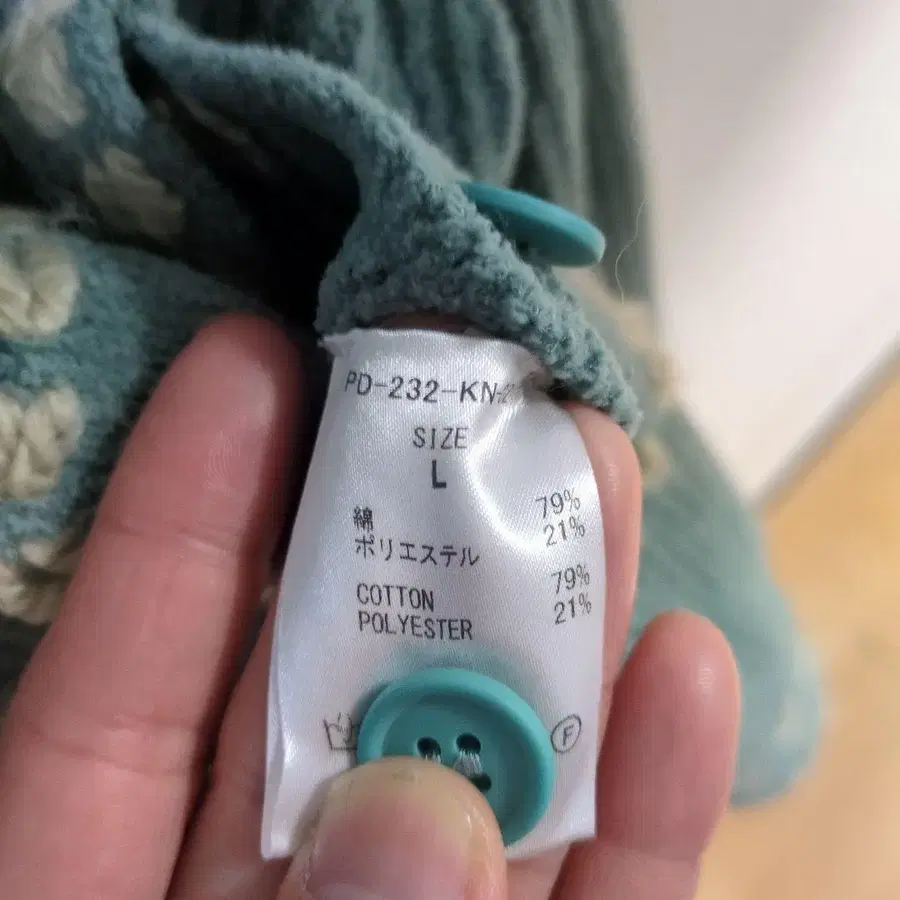 PD-232-KN
SIZE
L
綿 79%
ポリエステル 21%
COTTON 79%
POLYESTER 21%
F